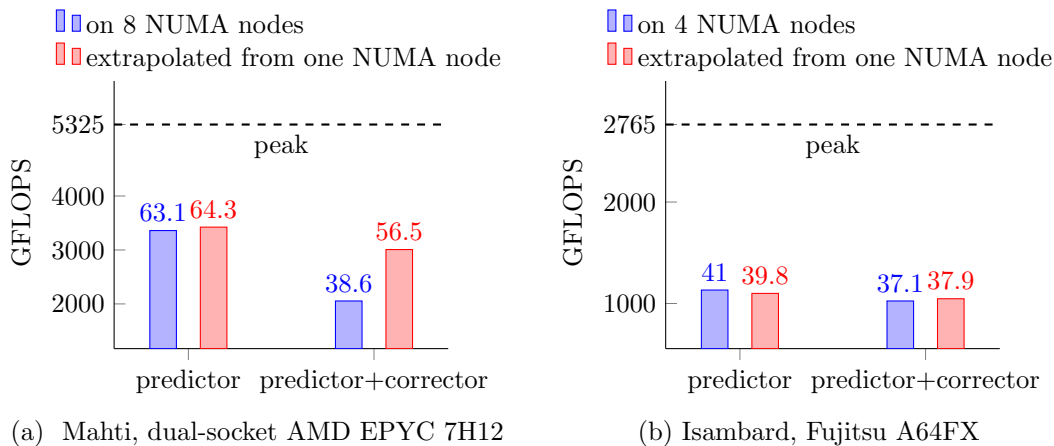 on 8 NUMA nodes
extrapolated from one NUMA node
5325
peak
4000
3000
2000
GFLOPS
63.1
64.3
38.6
56.5
predictor
predictor+corrector
(a) Mahti, dual-socket AMD EPYC 7H12
on 4 NUMA nodes
extrapolated from one NUMA node
2765
peak
2000
1000
GFLOPS
41
39.8
37.1
37.9
predictor
predictor+corrector
(b) Isambard, Fujitsu A64FX